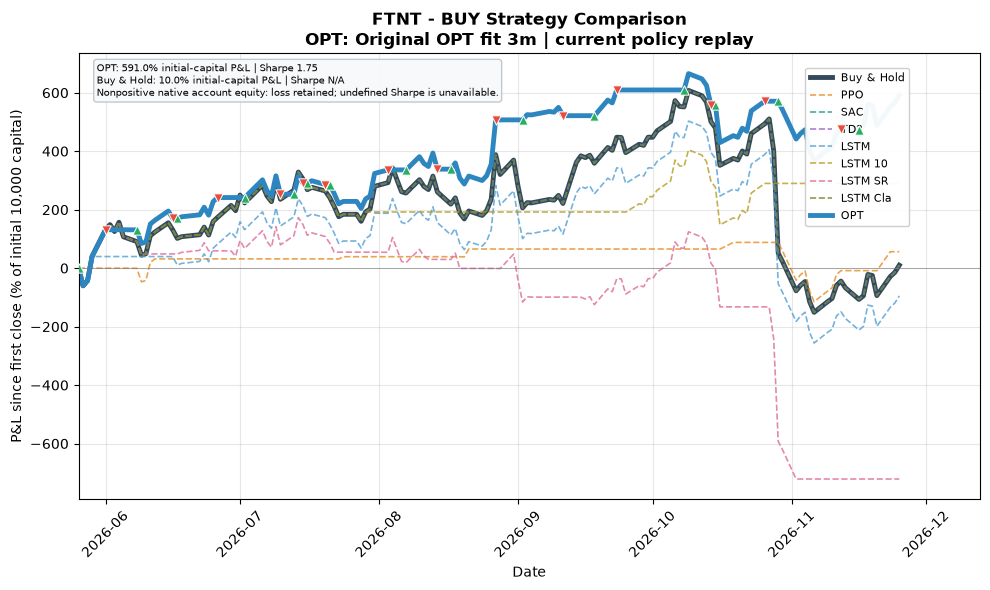 FTNT - BUY Strategy Comparison
OPT: Original OPT fit 3m | current policy replay
OPT: 591.0% initial-capital P&L | Sharpe 1.75
Buy & Hold: 10.0% initial-capital P&L | Sharpe N/A
Nonpositive native account equity: loss retained; undefined Sharpe is unavailable.
Buy & Hold
PPO
SAC
LSTM
LSTM 10
LSTM SR
LSTM Cla
OPT
P&L since first close (% of initial 10,000 capital)
600
400
200
0
−200
−400
−600
2026-06
2026-07
2026-08
2026-09
2026-10
2026-11
2026-12
Date